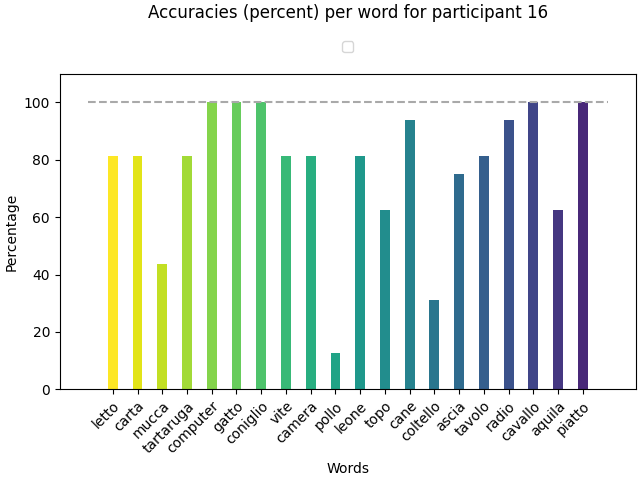 Accuracies (percent) per word for participant 16
100
80
60
40
20
0
Percentage
letto
carta
mucca
tartaruga
computer
gatto
coniglio
vite
camera
pollo
leone
topo
cane
coltello
ascia
tavolo
radio
cavallo
aquila
piatto
Words